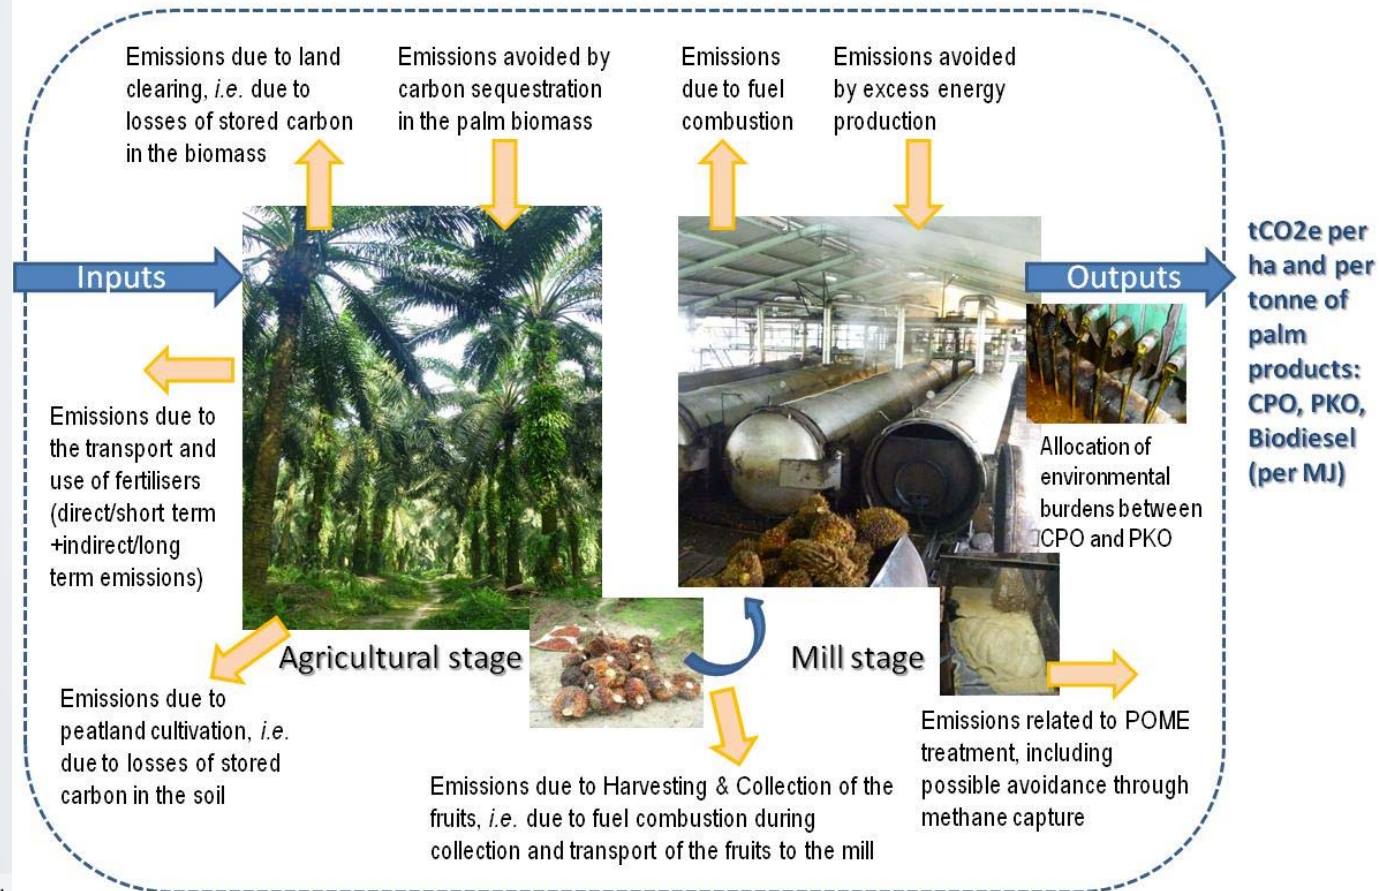 Emissions due to land
clearing, i.e. due to
losses of stored carbon
in the biomass
Emissions avoided by
carbon sequestration
in the palm biomass
Emissions
due to fuel
combustion
Emissions avoided
by excess energy
production
Inputs
Outputs
tCO2e per
ha and per
tonne of
palm
products:
CPO, PKO,
Biodiesel
(per MJ)
Emissions due to
the transport and
use of fertilisers
(direct/short term
+indirect/long
term emissions)
Allocation of
environmental
burdens between
CPO and PKO
Agricultural stage
Mill stage
Emissions due to
peatland cultivation, i.e.
due to losses of stored
carbon in the soil
Emissions due to Harvesting & Collection of the
fruits, i.e. due to fuel combustion during
collection and transport of the fruits to the mill
Emissions related to POME
treatment, including
possible avoidance through
methane capture